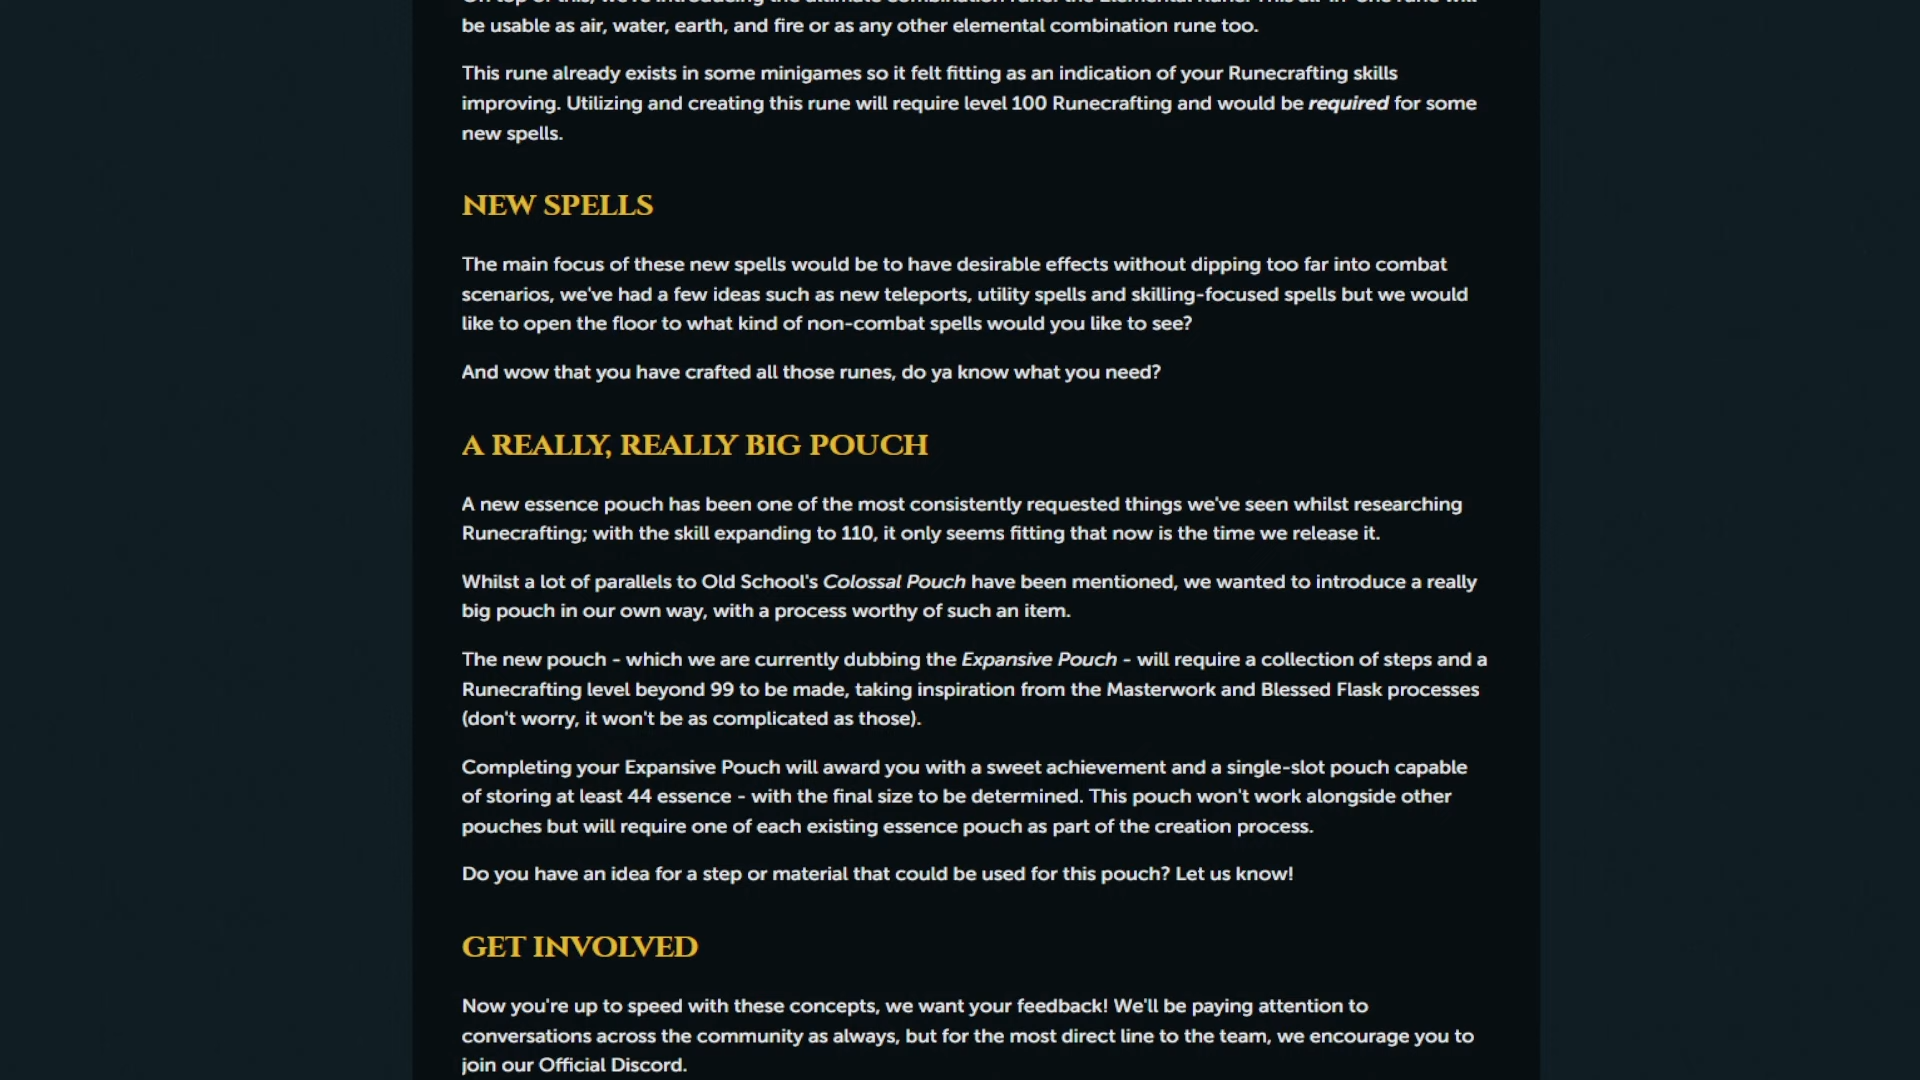 be usable as air, water, earth, and fire or as any other elemental combination rune too.
This rune already exists in some minigames so it felt fitting as an indication of your Runecrafting skills
improving. Utilizing and creating this rune will require level 100 Runecrafting and would be required for some
new spells.
NEW SPELLS
The main focus of these new spells would be to have desirable effects without dipping too far into combat
scenarios, we've had a few ideas such as new teleports, utility spells and skilling-focused spells but we would
like to open the floor to what kind of non-combat spells would you like to see?
And wow that you have crafted all those runes, do ya know what you need?
A REALLY, REALLY BIG POUCH
A new essence pouch has been one of the most consistently requested things we've seen whilst researching
Runecrafting; with the skill expanding to 110, it only seems fitting that now is the time we release it.
Whilst a lot of parallels to Old School's Colossal Pouch have been mentioned, we wanted to introduce a really
big pouch in our own way, with a process worthy of such an item.
The new pouch - which we are currently dubbing the Expansive Pouch - will require a collection of steps and a
Runecrafting level beyond 99 to be made, taking inspiration from the Masterwork and Blessed Flask processes
(don't worry, it won't be as complicated as those).
Completing your Expansive Pouch will award you with a sweet achievement and a single-slot pouch capable
of storing at least 44 essence - with the final size to be determined. This pouch won't work alongside other
pouches but will require one of each existing essence pouch as part of the creation process.
Do you have an idea for a step or material that could be used for this pouch? Let us know!
GET INVOLVED
Now you're up to speed with these concepts, we want your feedback! We'll be paying attention to
conversations across the community as always, but for the most direct line to the team, we encourage you to
join our Official Discord.